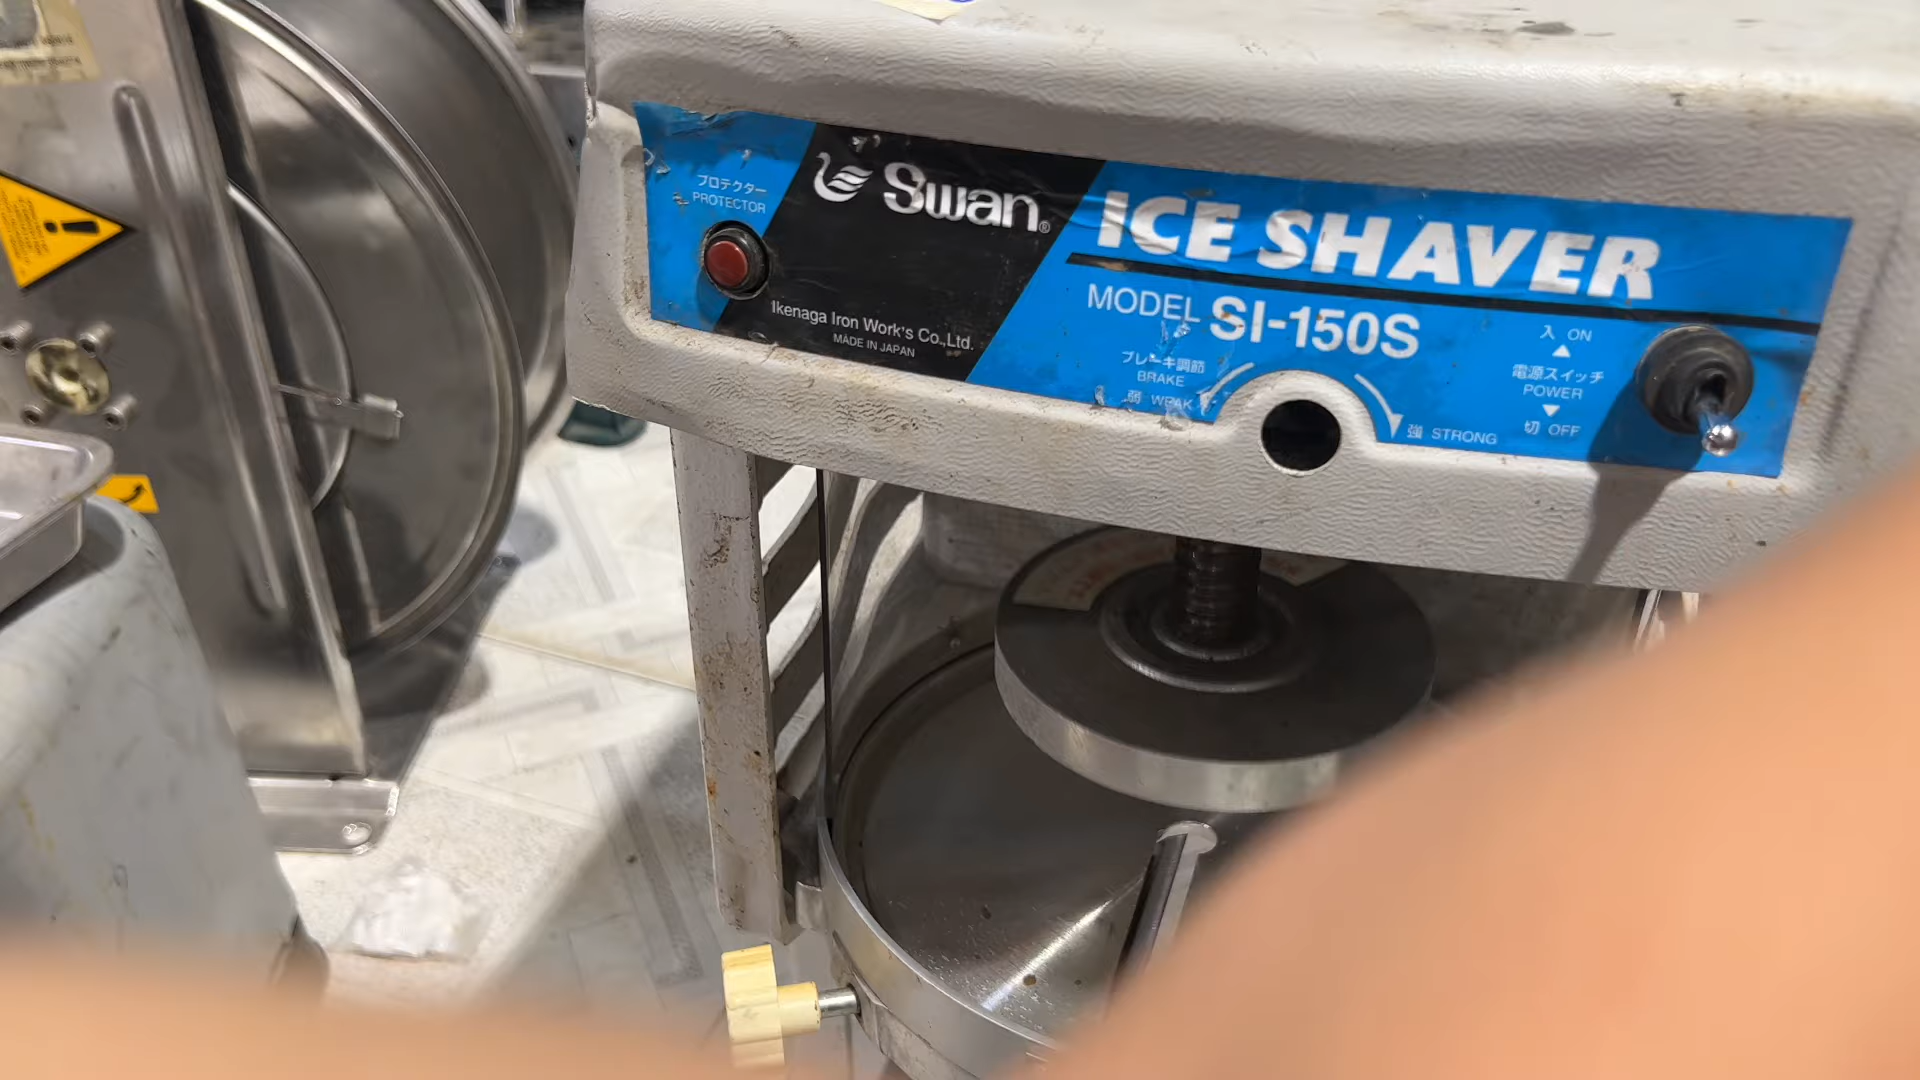 プロテクター
PROTECTOR
Swan®
Ikenaga Iron Work's Co.,Ltd.
MADE IN JAPAN
ICE SHAVER
MODEL SI-150S
ブレーキ調節
BRAKE
弱 WEAK
強 STRONG
入 ON
電源スイッチ
POWER
切 OFF